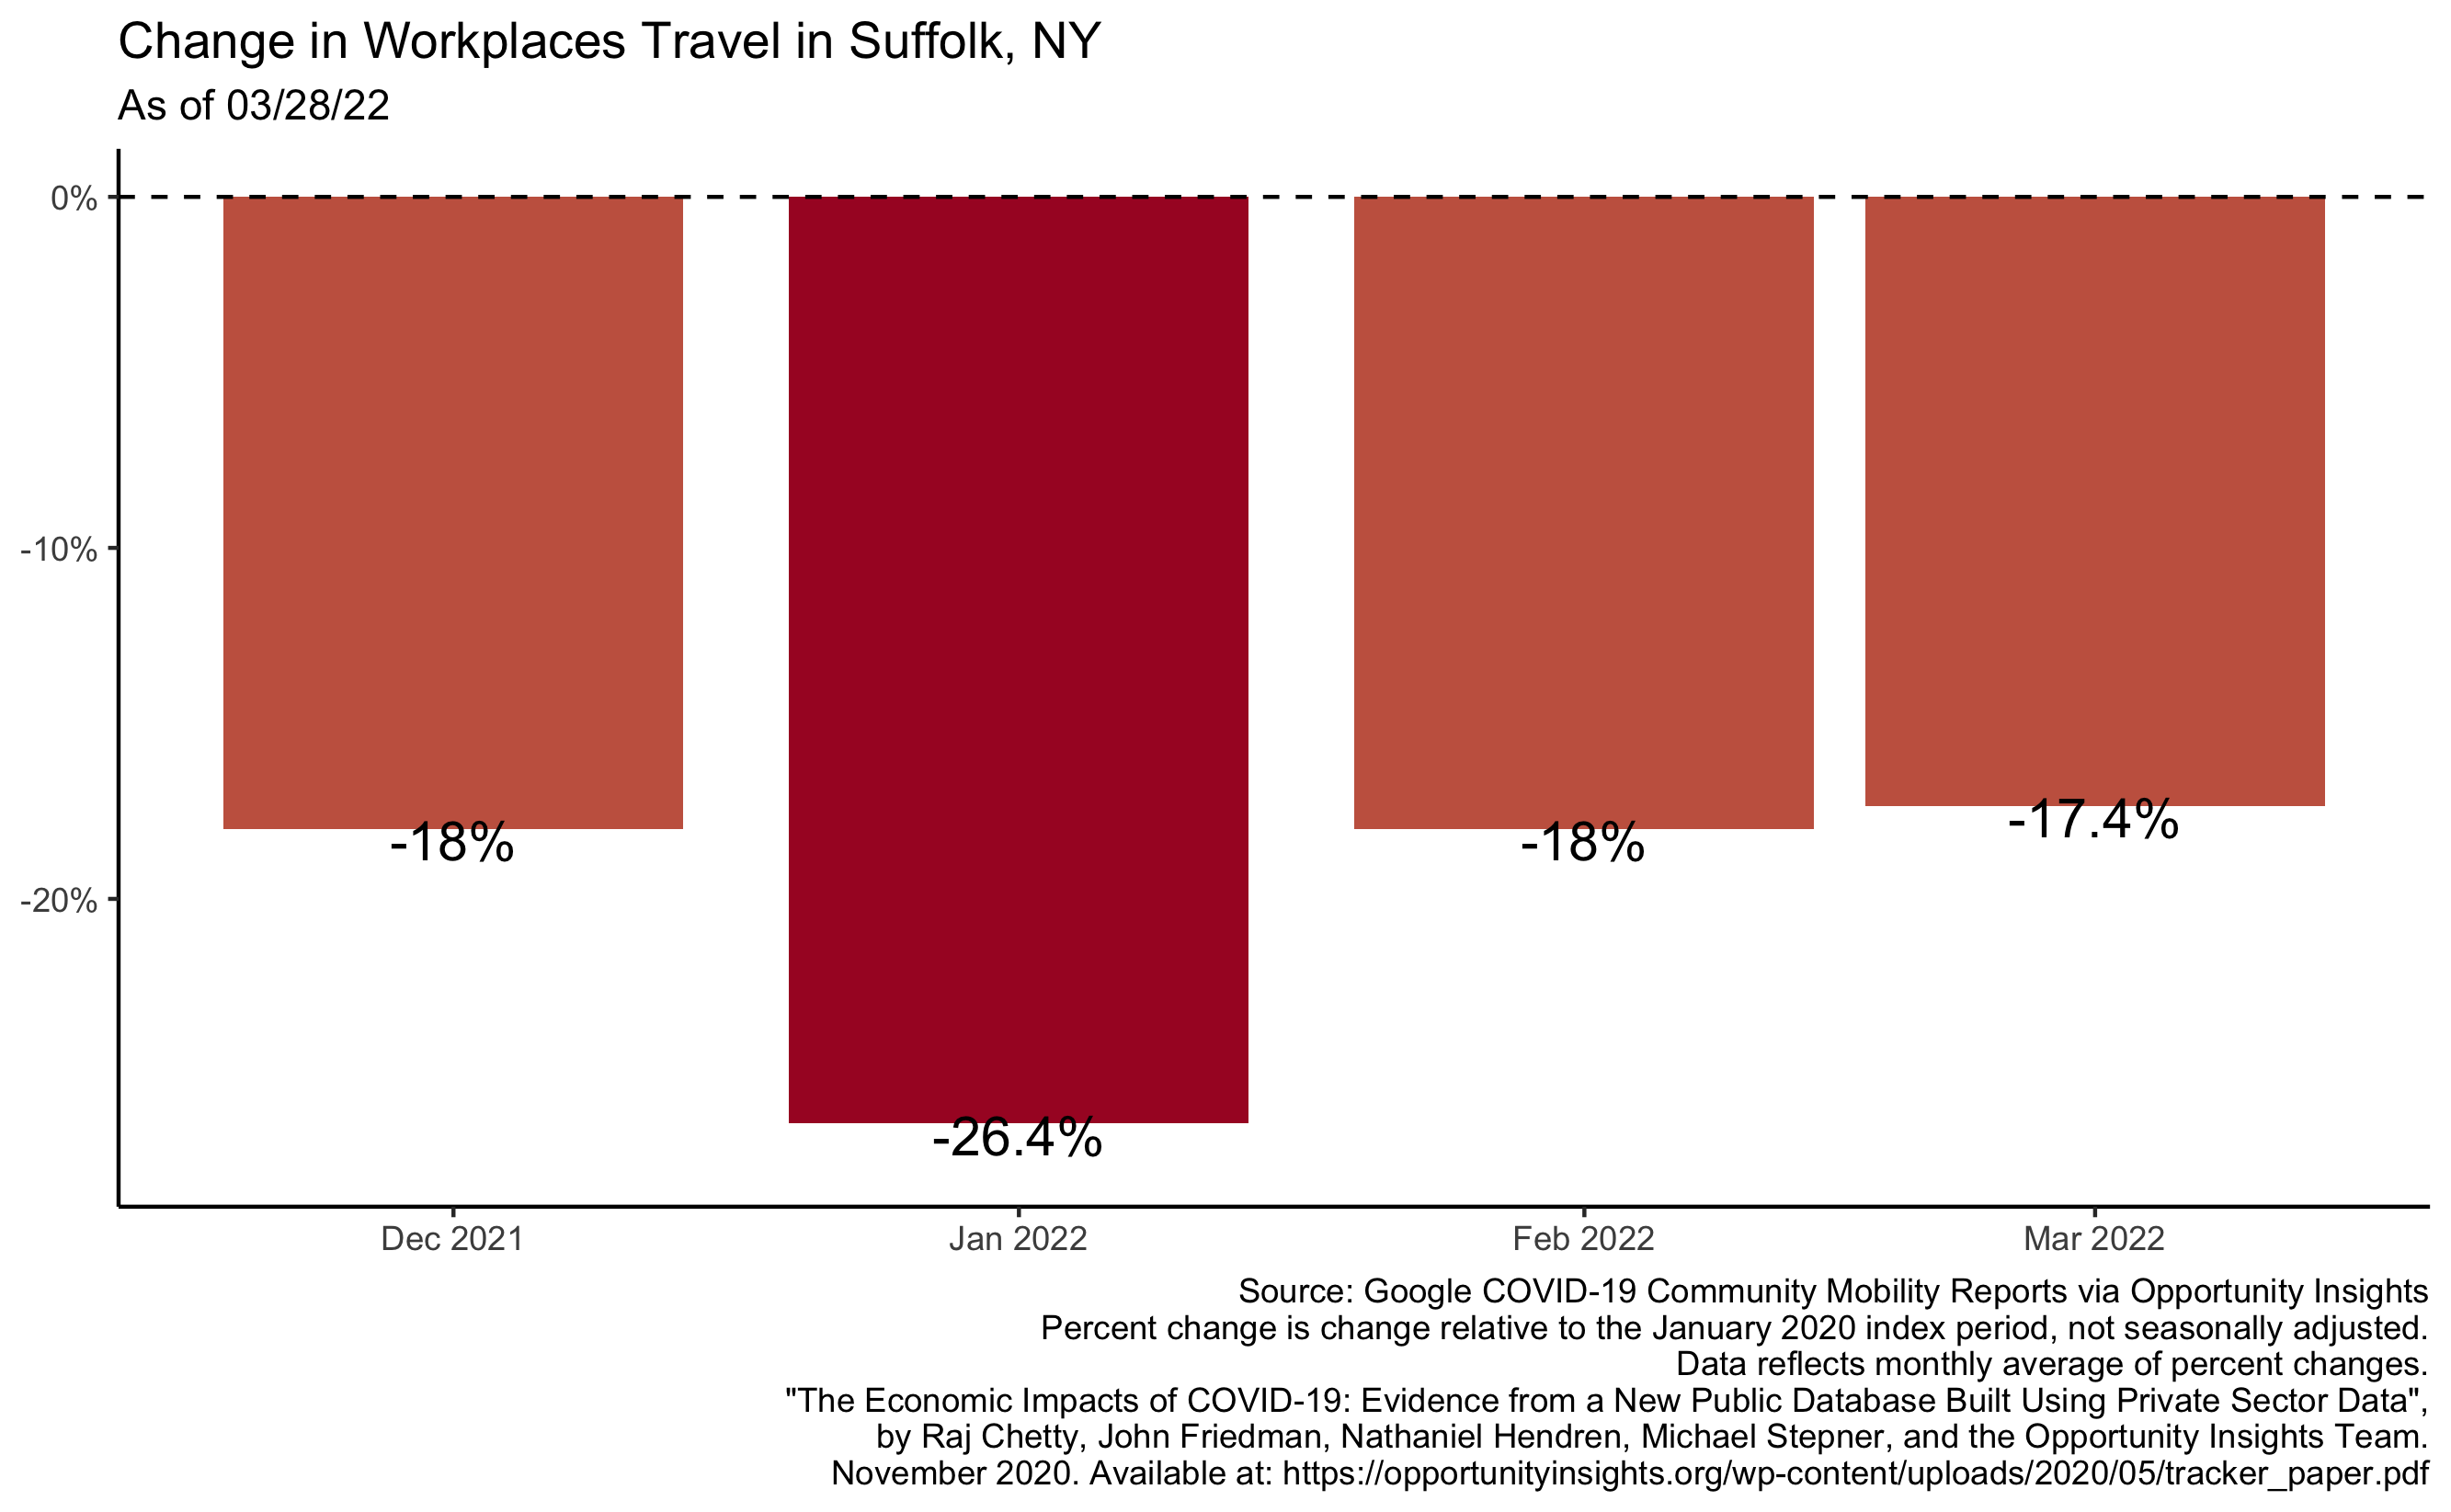 Change in Workplaces Travel in Suffolk, NY
As of 03/28/22
0%
-10%
-20%
-18%
-26.4%
-18%
-17.4%
Dec 2021
Jan 2022
Feb 2022
Mar 2022
Source: Google COVID-19 Community Mobility Reports via Opportunity Insights
Percent change is change relative to the January 2020 index period, not seasonally adjusted.
Data reflects monthly average of percent changes.
"The Economic Impacts of COVID-19: Evidence from a New Public Database Built Using Private Sector Data",
by Raj Chetty, John Friedman, Nathaniel Hendren, Michael Stepner, and the Opportunity Insights Team.
November 2020. Available at: https://opportunityinsights.org/wp-content/uploads/2020/05/tracker_paper.pdf